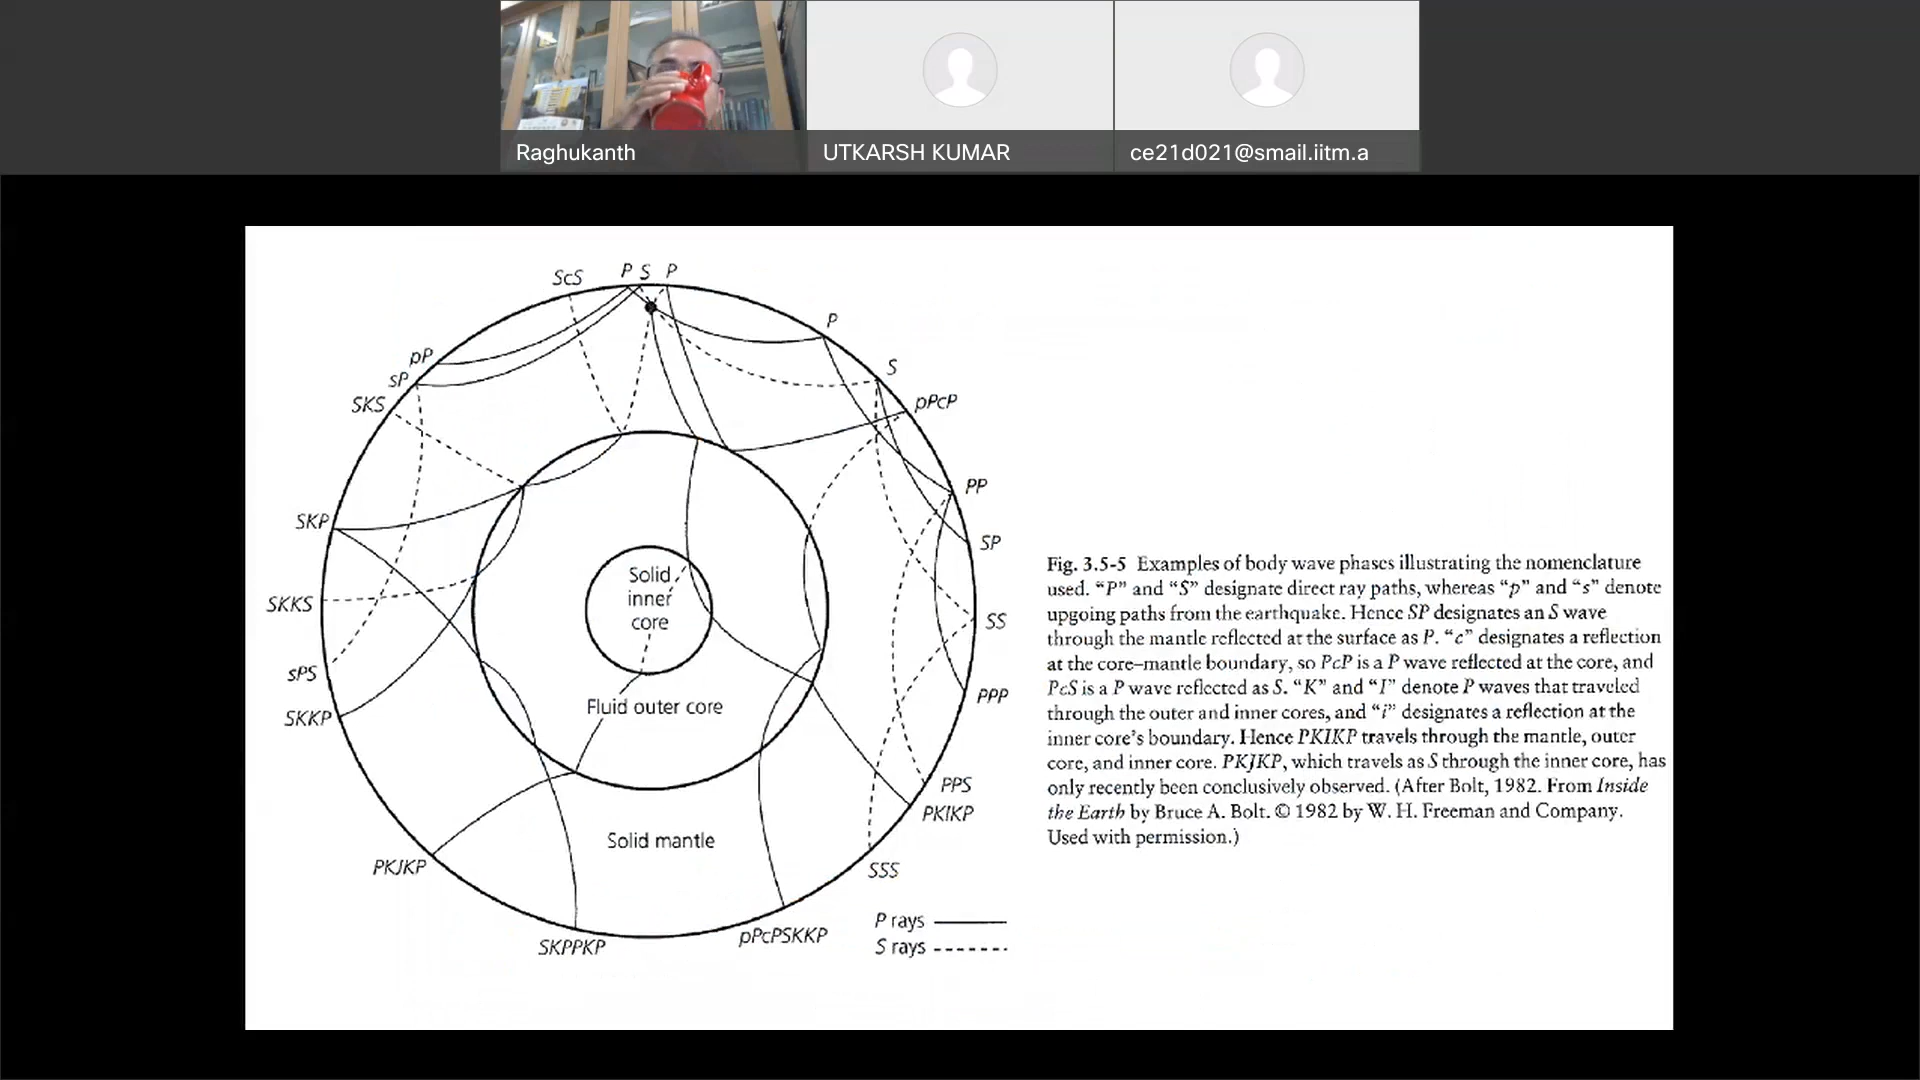 Raghukanth
UTKARSH KUMAR
ce21d021@smail.iitm.a
ScS
P
S
P
P
pP
S
sP
SKS
pPcP
PP
SKP
SP
Solid
inner
core
SKKS
SS
sPS
PPP
Fluid outer core
SKKP
PPS
PKIKP
Solid mantle
PKJKP
SSS
P rays
pPcPSKKP
SKPPKP
S rays
Fig. 3.5-5 Examples of body wave phases illustrating the nomenclature
used. “P” and “S” designate direct ray paths, whereas “p” and “s” denote
upgoing paths from the earthquake. Hence SP designates an S wave
through the mantle reflected at the surface as P. “c” designates a reflection
at the core–mantle boundary, so PcP is a P wave reflected at the core, and
PcS is a P wave reflected as S. “K” and “I” denote P waves that traveled
through the outer and inner cores, and “i” designates a reflection at the
inner core’s boundary. Hence PKIKP travels through the mantle, outer
core, and inner core. PKJKP, which travels as S through the inner core, has
only recently been conclusively observed. (After Bolt, 1982. From Inside
the Earth by Bruce A. Bolt. © 1982 by W. H. Freeman and Company.
Used with permission.)